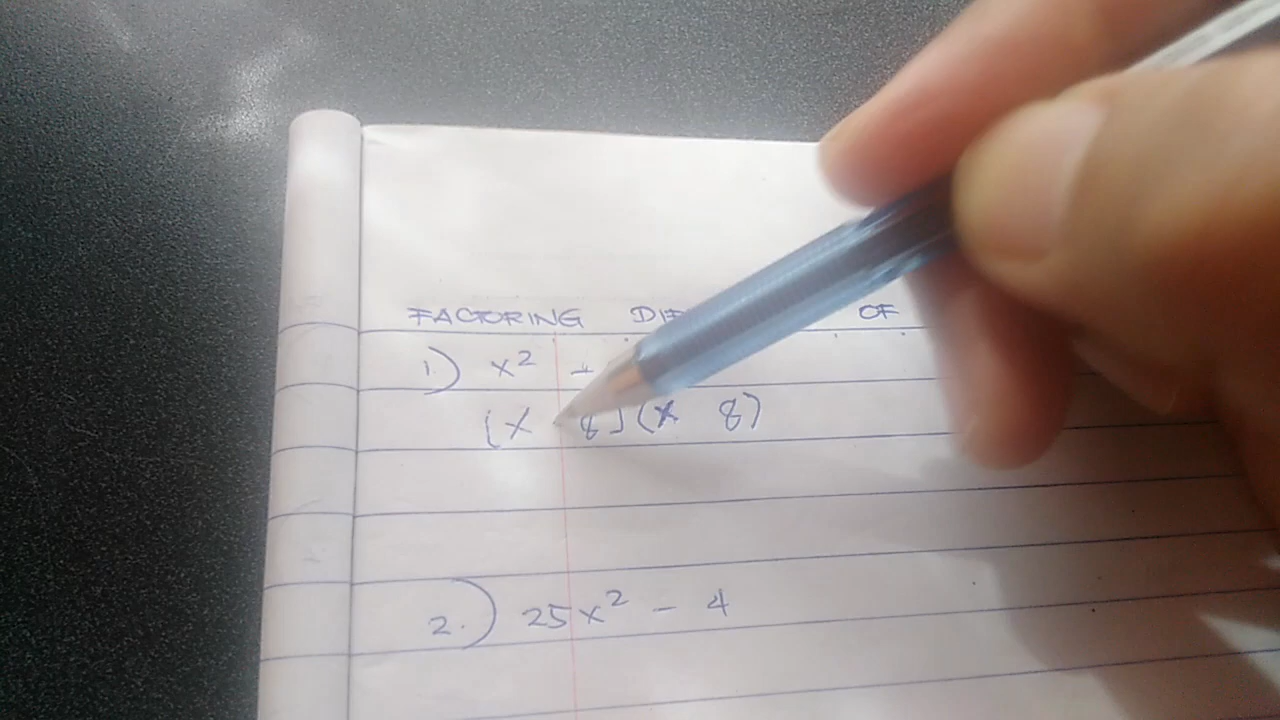 FACTORING OF
1.) x²
(x 8)(x 8)
2.) 25x² - 4